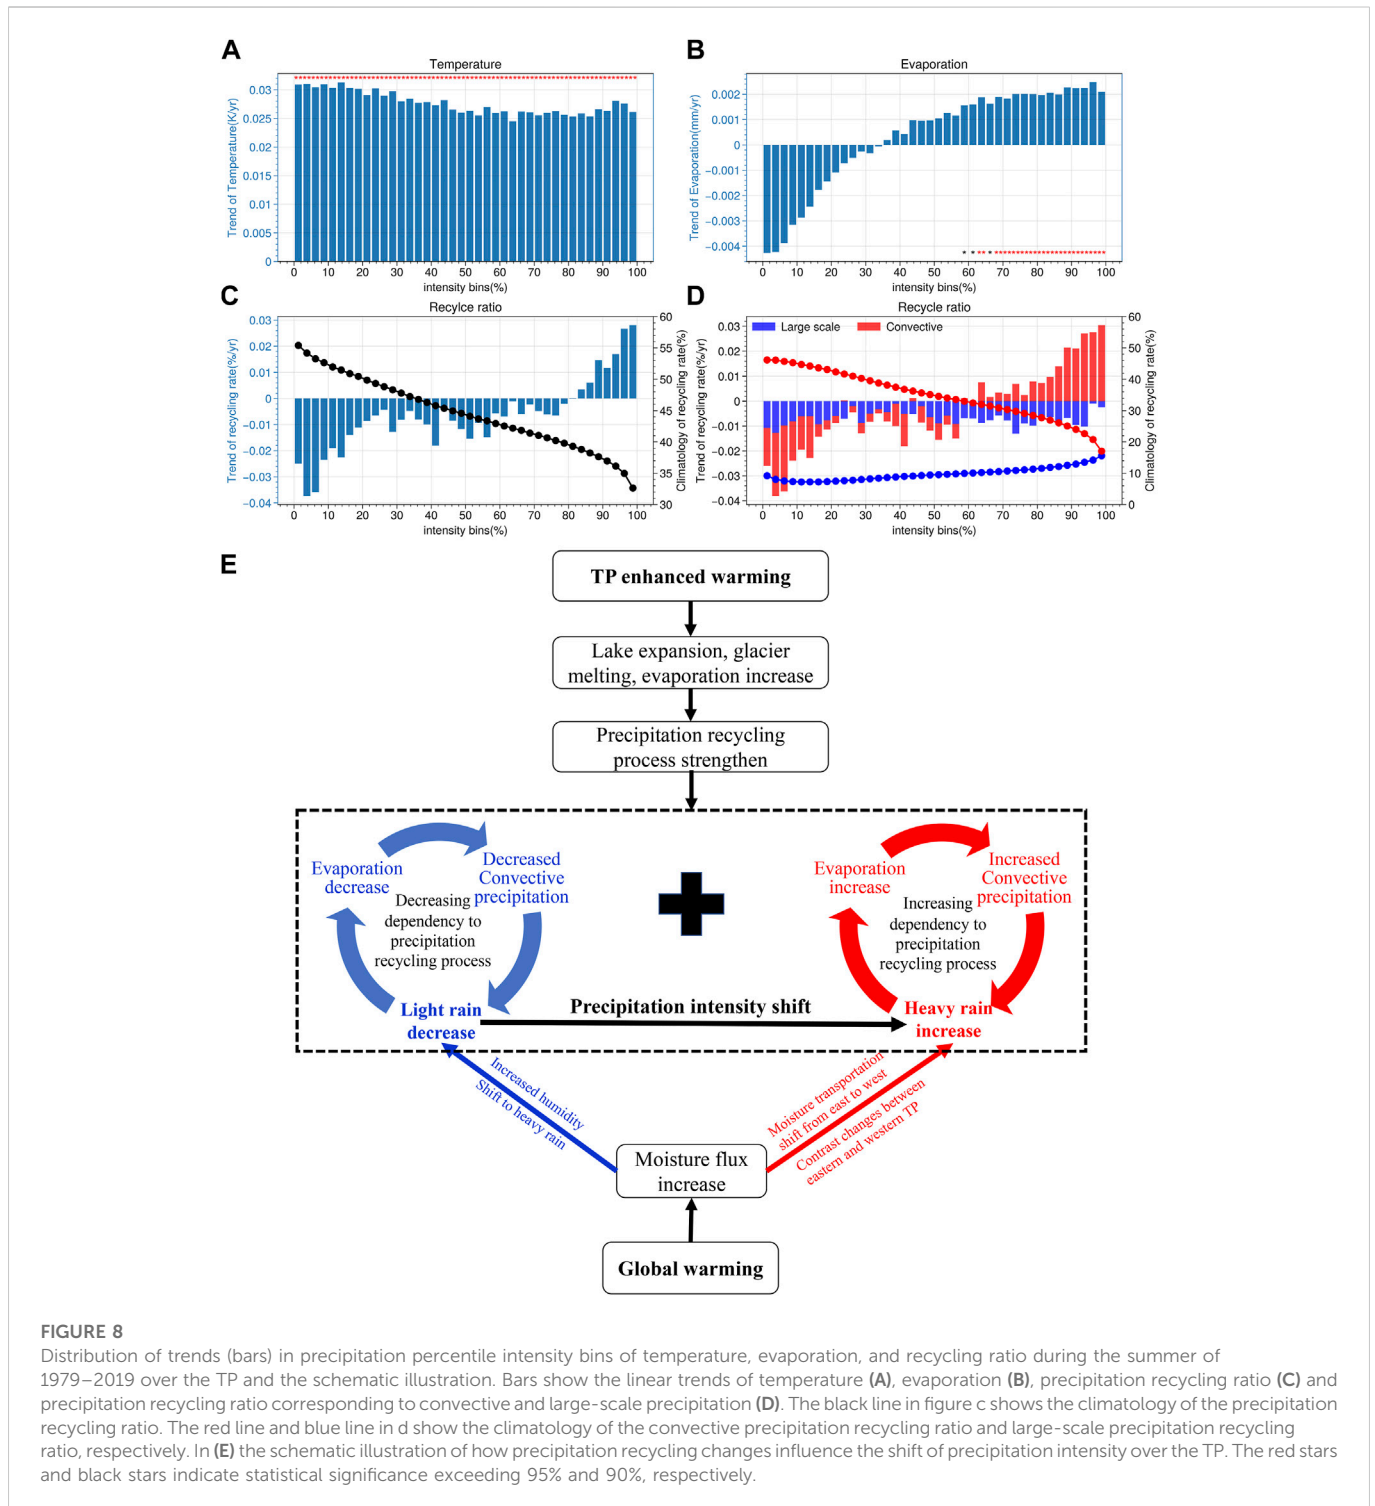 A
Temperature
Trend of Temperature(K/yr)
0.03
0.025
0.02
0.015
0.01
0.005
0
0 10 20 30 40 50 60 70 80 90 100
intensity bins(%)
B
Evaporation
Trend of Evaporation(mm/yr)
0.002
0.001
0
−0.001
−0.002
−0.003
−0.004
0 10 20 30 40 50 60 70 80 90 100
intensity bins(%)
C
Recylce ratio
Trend of recycling rate(%/yr)
0.03
0.02
0.01
0
−0.01
−0.02
−0.03
−0.04
60
55
50
45
40
35
30
Climatology of recycling rate(%)
0 10 20 30 40 50 60 70 80 90 100
intensity bins(%)
D
Recycle ratio
Large scale Convective
Trend of recycling rate(%/yr)
0.03
0.02
0.01
0
−0.01
−0.02
−0.03
−0.04
60
50
40
30
20
10
0
Climatology of recycling rate(%)
0 10 20 30 40 50 60 70 80 90 100
intensity bins(%)
E
TP enhanced warming
Lake expansion, glacier
melting, evaporation increase
Precipitation recycling
process strengthen
Evaporation
decrease
Decreased
Convective
precipitation
Decreasing
dependency to
precipitation
recycling process
Light rain
decrease
Precipitation intensity shift
Evaporation
increase
Increased
Convective
precipitation
Increasing
dependency to
precipitation
recycling process
Heavy rain
increase
Increased humidity
Shift to heavy rain
Moisture transportation
shift from east to west
Contrast changes between
eastern and western TP
Moisture flux
increase
Global warming
FIGURE 8
Distribution of trends (bars) in precipitation percentile intensity bins of temperature, evaporation, and recycling ratio during the summer of
1979–2019 over the TP and the schematic illustration. Bars show the linear trends of temperature (A), evaporation (B), precipitation recycling ratio (C) and
precipitation recycling ratio corresponding to convective and large-scale precipitation (D). The black line in figure c shows the climatology of the precipitation
recycling ratio. The red line and blue line in d show the climatology of the convective precipitation recycling ratio and large-scale precipitation recycling
ratio, respectively. In (E) the schematic illustration of how precipitation recycling changes influence the shift of precipitation intensity over the TP. The red stars
and black stars indicate statistical significance exceeding 95% and 90%, respectively.